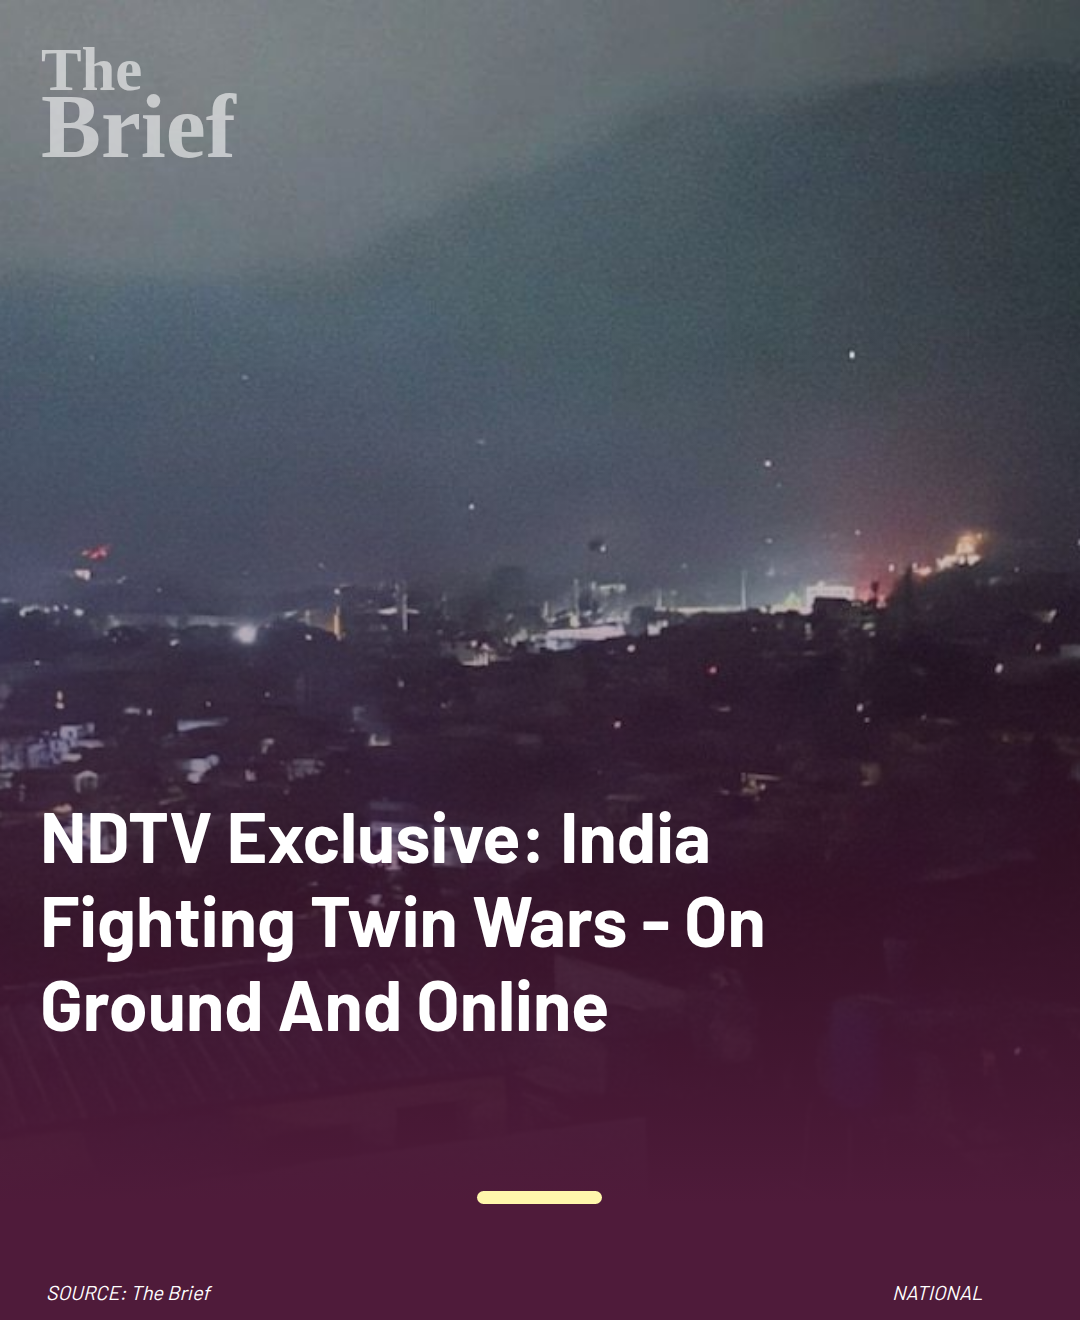 The
Brief
NDTV Exclusive: India
Fighting Twin Wars - On
Ground And Online
SOURCE: The Brief
NATIONAL